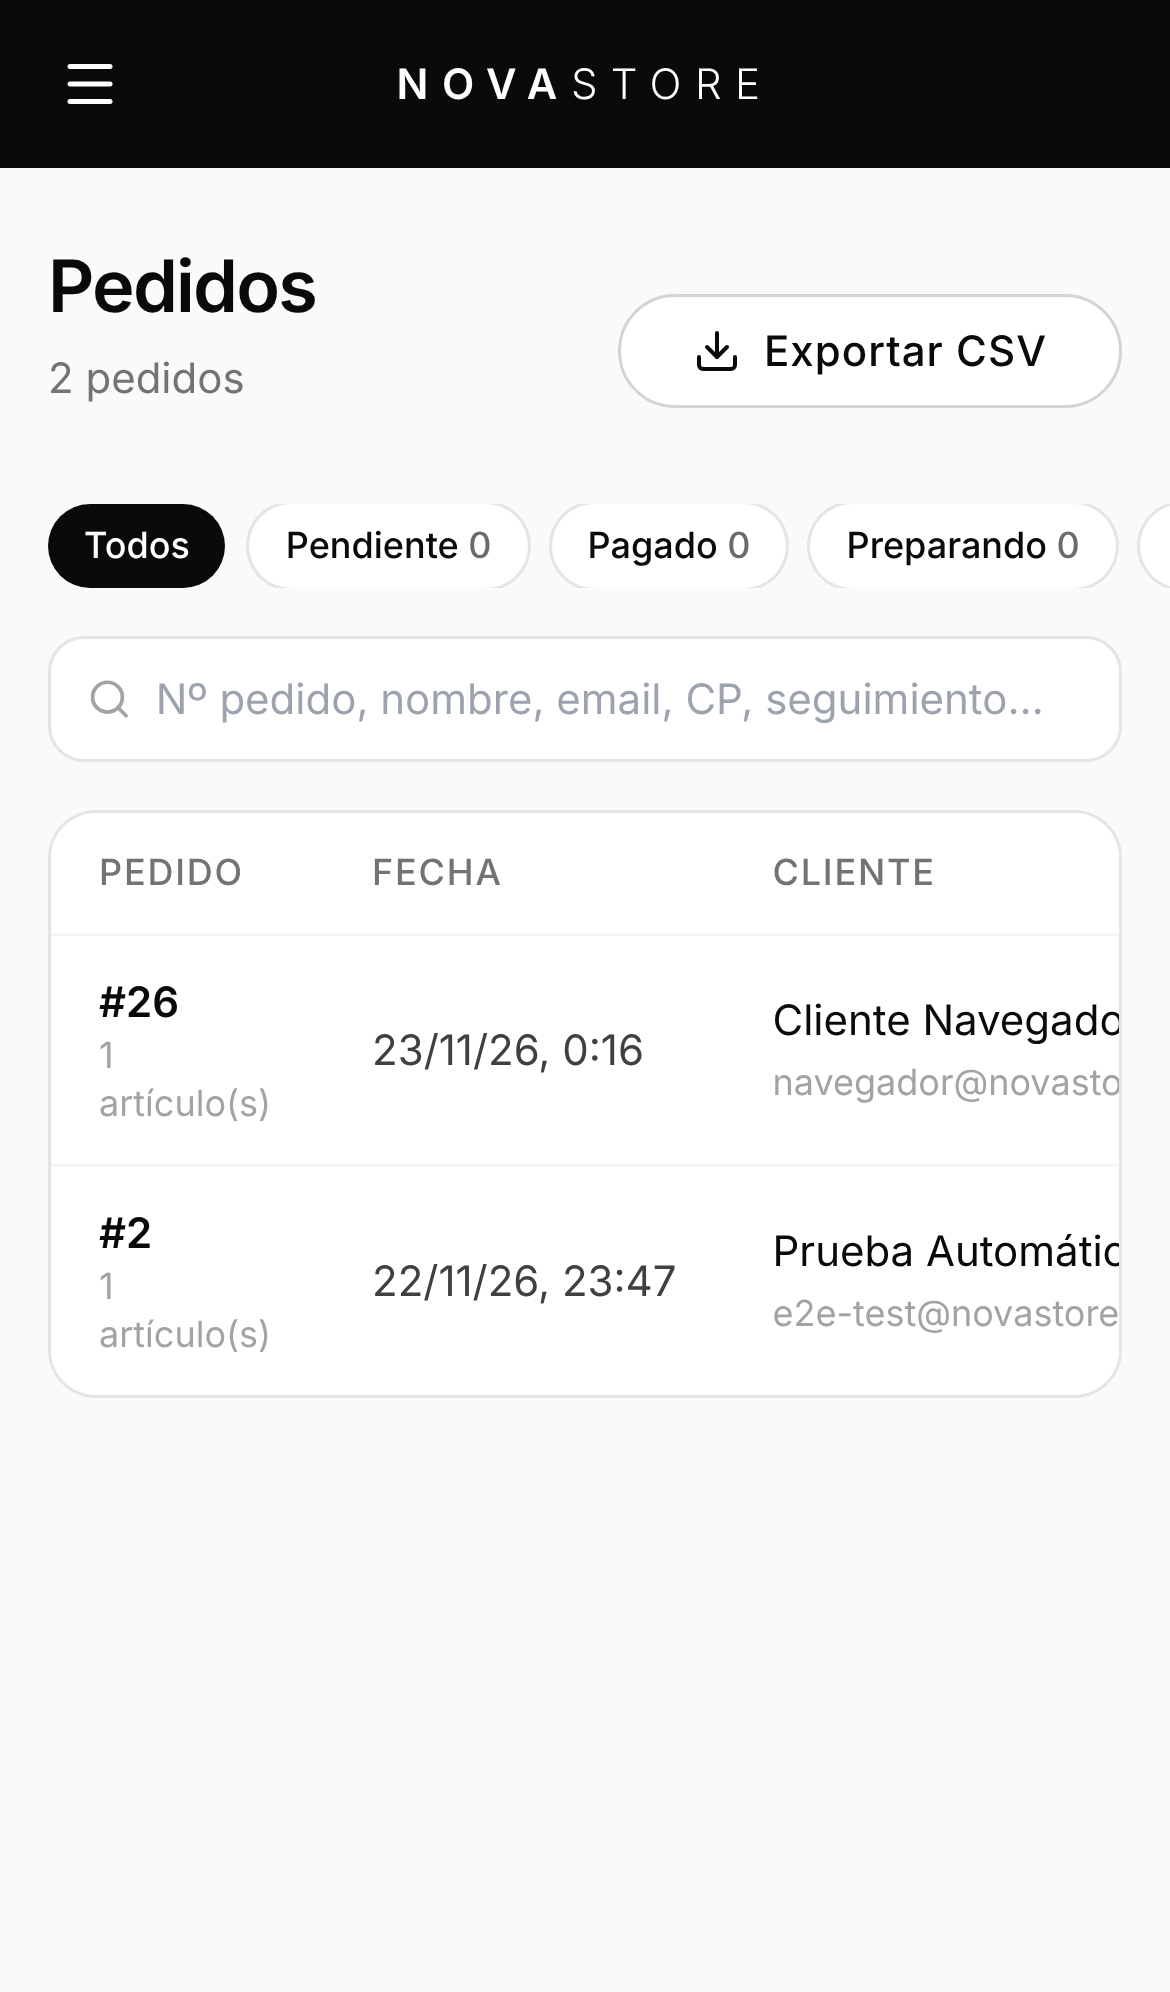 NOVASTORE
Pedidos
2 pedidos
Exportar CSV
Todos
Pendiente 0
Pagado 0
Preparando 0
Nº pedido, nombre, email, CP, seguimiento...
PEDIDO FECHA CLIENTE
#26
1
artículo(s)
23/11/26, 0:16
Cliente Navegado
navegador@novasto
#2
1
artículo(s)
22/11/26, 23:47
Prueba Automátic
e2e-test@novastore